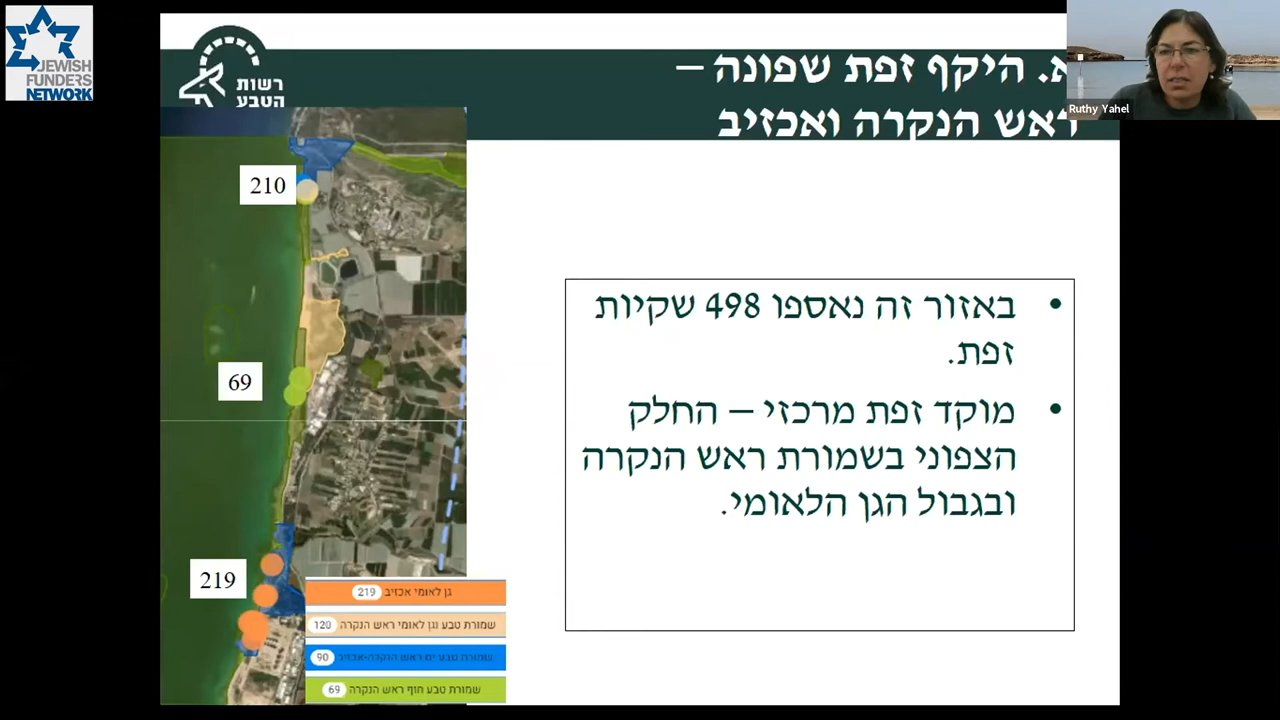 JEWISH
FUNDERS
NETWORK
רשות
הטבע
א. היקף זפת שפונה –
ראש הנקרה ואכזיב
Ruthy Yahel
210
69
219
• באזור זה נאספו 498 שקיות
זפת.
• מוקד זפת מרכזי – החלק
הצפוני בשמורת ראש הנקרה
ובגבול הגן הלאומי.
גן לאומי אכזיב 219
שמורת טבע וגן לאומי ראש הנקרה 120
שמורת טבע ים ראש הנקרה-אכזיב 90
שמורת טבע חוף ראש הנקרה 69